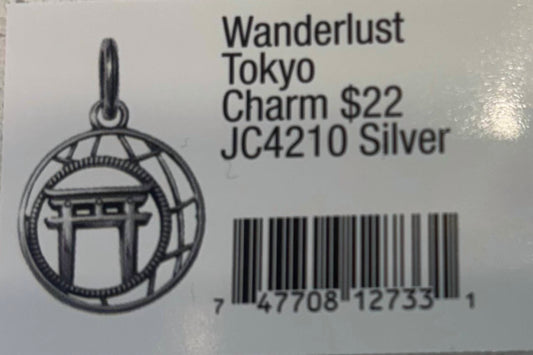 Wanderlust
Tokyo
Charm $22
JC4210 Silver
7 47708 12733 1